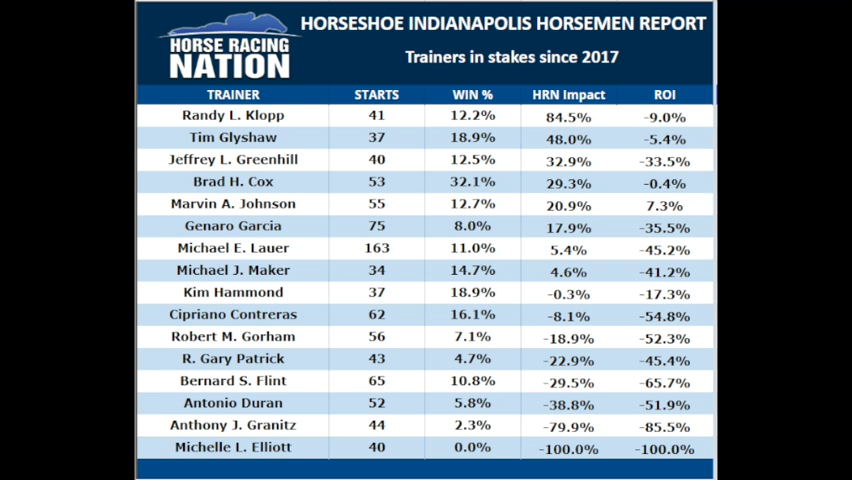 HORSE RACING
NATION
HORSESHOE INDIANAPOLIS HORSEMEN REPORT
Trainers in stakes since 2017
TRAINER STARTS WIN % HRN Impact ROI
Randy L. Klopp 41 12.2% 84.5% -9.0%
Tim Glyshaw 37 18.9% 48.0% -5.4%
Jeffrey L. Greenhill 40 12.5% 32.9% -33.5%
Brad H. Cox 53 32.1% 29.3% -0.4%
Marvin A. Johnson 55 12.7% 20.9% 7.3%
Genaro Garcia 75 8.0% 17.9% -35.5%
Michael E. Lauer 163 11.0% 5.4% -45.2%
Michael J. Maker 34 14.7% 4.6% -41.2%
Kim Hammond 37 18.9% -0.3% -17.3%
Cipriano Contreras 62 16.1% -8.1% -54.8%
Robert M. Gorham 56 7.1% -18.9% -52.3%
R. Gary Patrick 43 4.7% -22.9% -45.4%
Bernard S. Flint 65 10.8% -29.5% -65.7%
Antonio Duran 52 5.8% -38.8% -51.9%
Anthony J. Granitz 44 2.3% -79.9% -85.5%
Michelle L. Elliott 40 0.0% -100.0% -100.0%